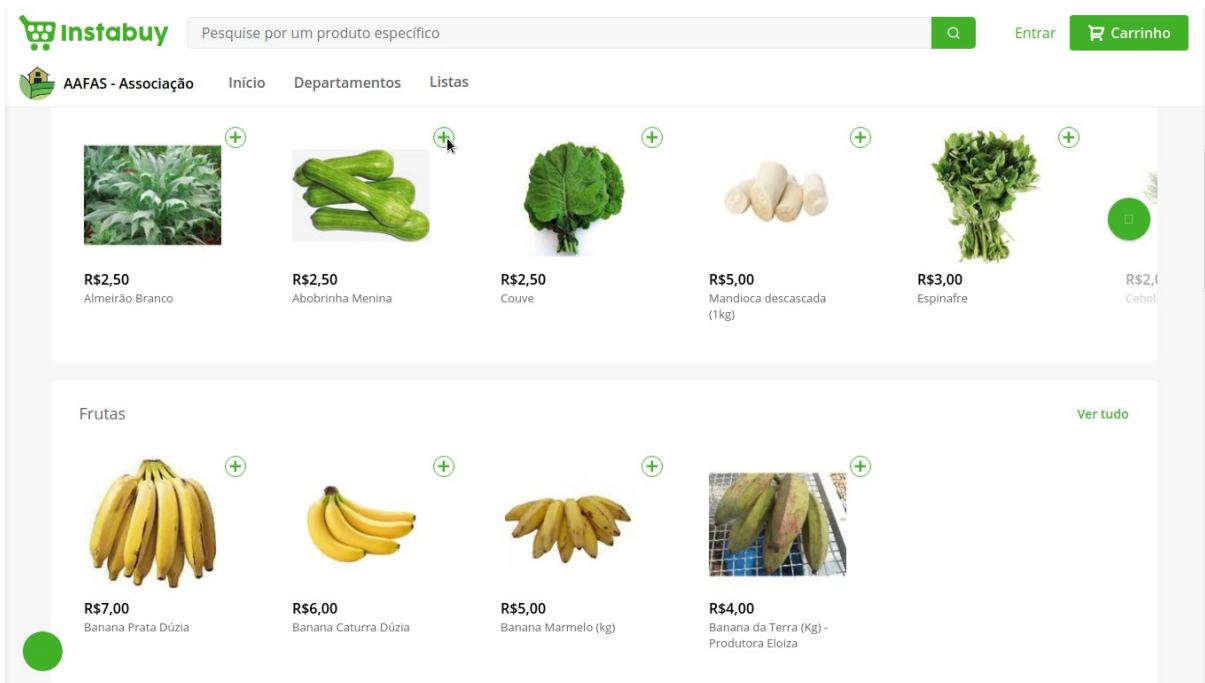 Instabuy
Pesquise por um produto específico
Entrar
Carrinho
AAFAS - Associação
Início
Departamentos
Listas
R$2,50
Almeirão Branco
R$2,50
Abobrinha Menina
R$2,50
Couve
R$5,00
Mandioca descascada
(1kg)
R$3,00
Espinafre
R$2,0
Cebol
Frutas
Ver tudo
R$7,00
Banana Prata Dúzia
R$6,00
Banana Caturra Dúzia
R$5,00
Banana Marmelo (kg)
R$4,00
Banana da Terra (Kg) -
Produtora Eloiza